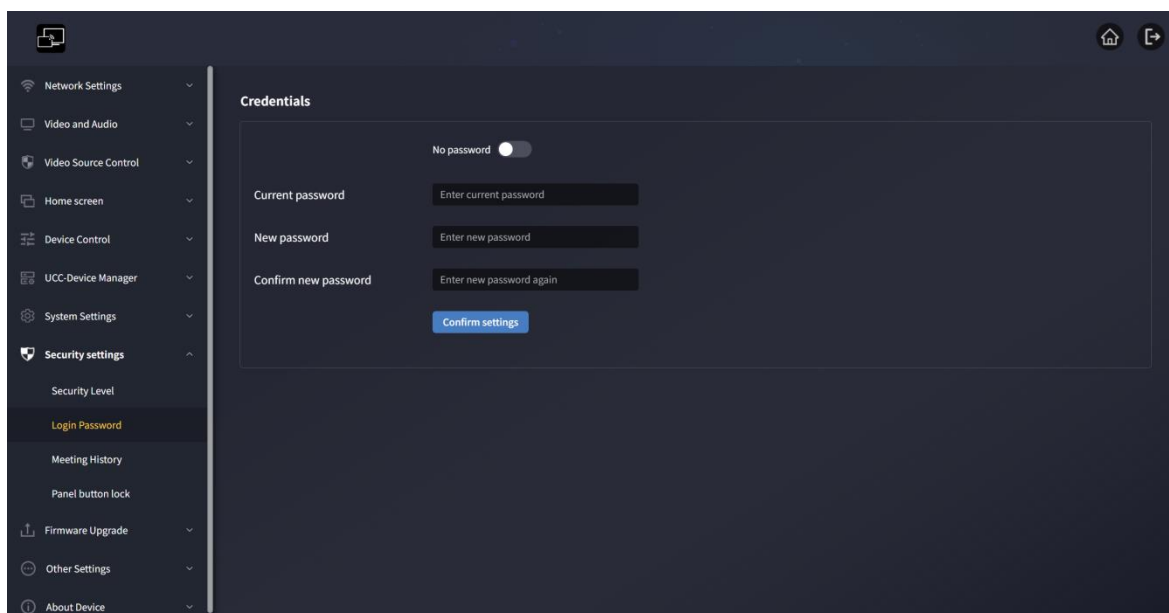 Network Settings
Video and Audio
Video Source Control
Home screen
Device Control
UCC-Device Manager
System Settings
Security settings
Security Level
Login Password
Meeting History
Panel button lock
Firmware Upgrade
Other Settings
About Device
Credentials
No password
Current password Enter current password
New password Enter new password
Confirm new password Enter new password again
Confirm settings